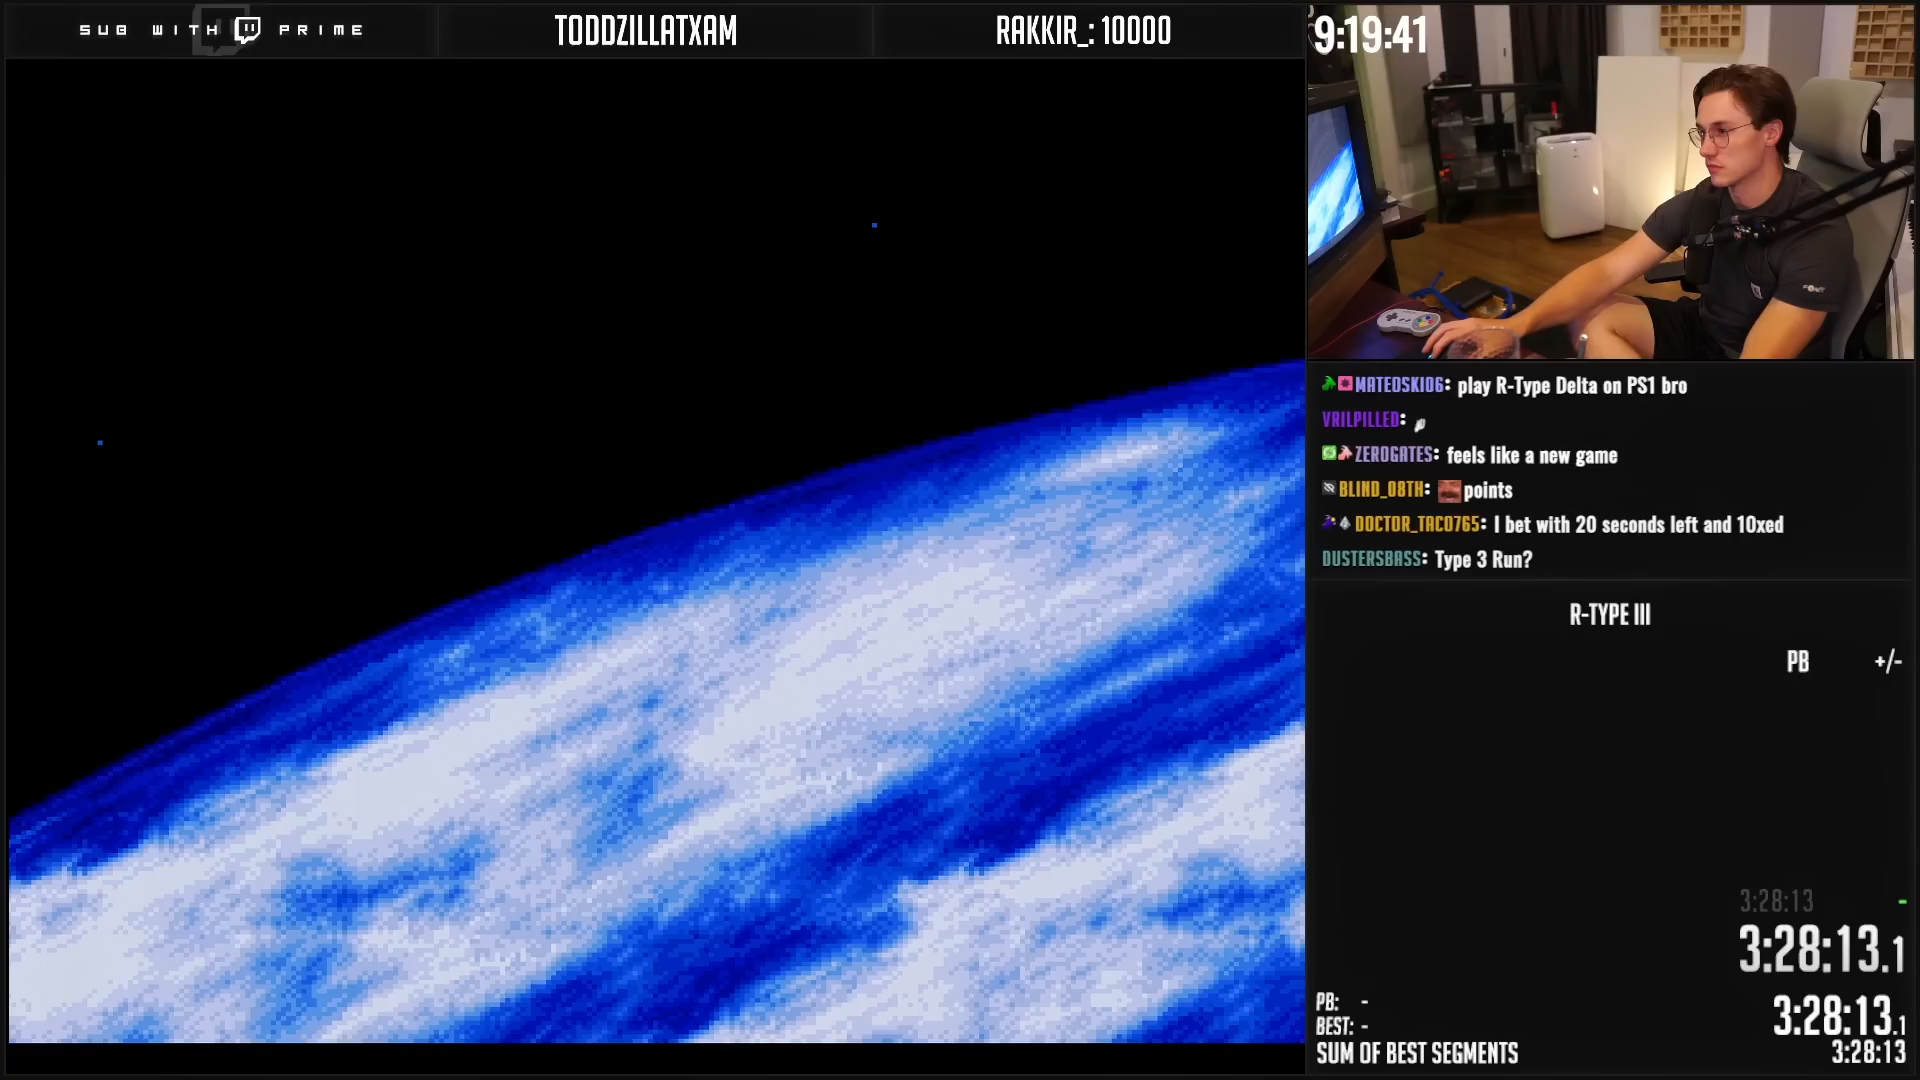 SUB WITH PRIME
TODDZILLATXAM
RAKKIR_: 10000
9:19:41
MATEOSKI06: play R-Type Delta on PS1 bro
VRILPILLED:
ZEROGATES: feels like a new game
BLIND_08TH: points
DOCTOR_TACO765: I bet with 20 seconds left and 10xed
DUSTERSBASS: Type 3 Run?
R-TYPE III
PB +/-
3:28:13 -
3:28:13.1
PB: -
BEST: -
3:28:13.1
SUM OF BEST SEGMENTS 3:28:13